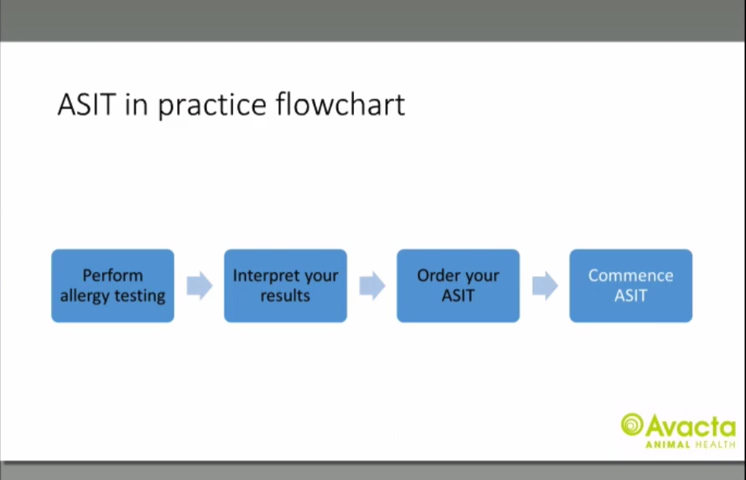 ASIT in practice flowchart
Perform
allergy testing
Interpret your
results
Order your
ASIT
Commence
ASIT
Avacta
ANIMAL HEALTH